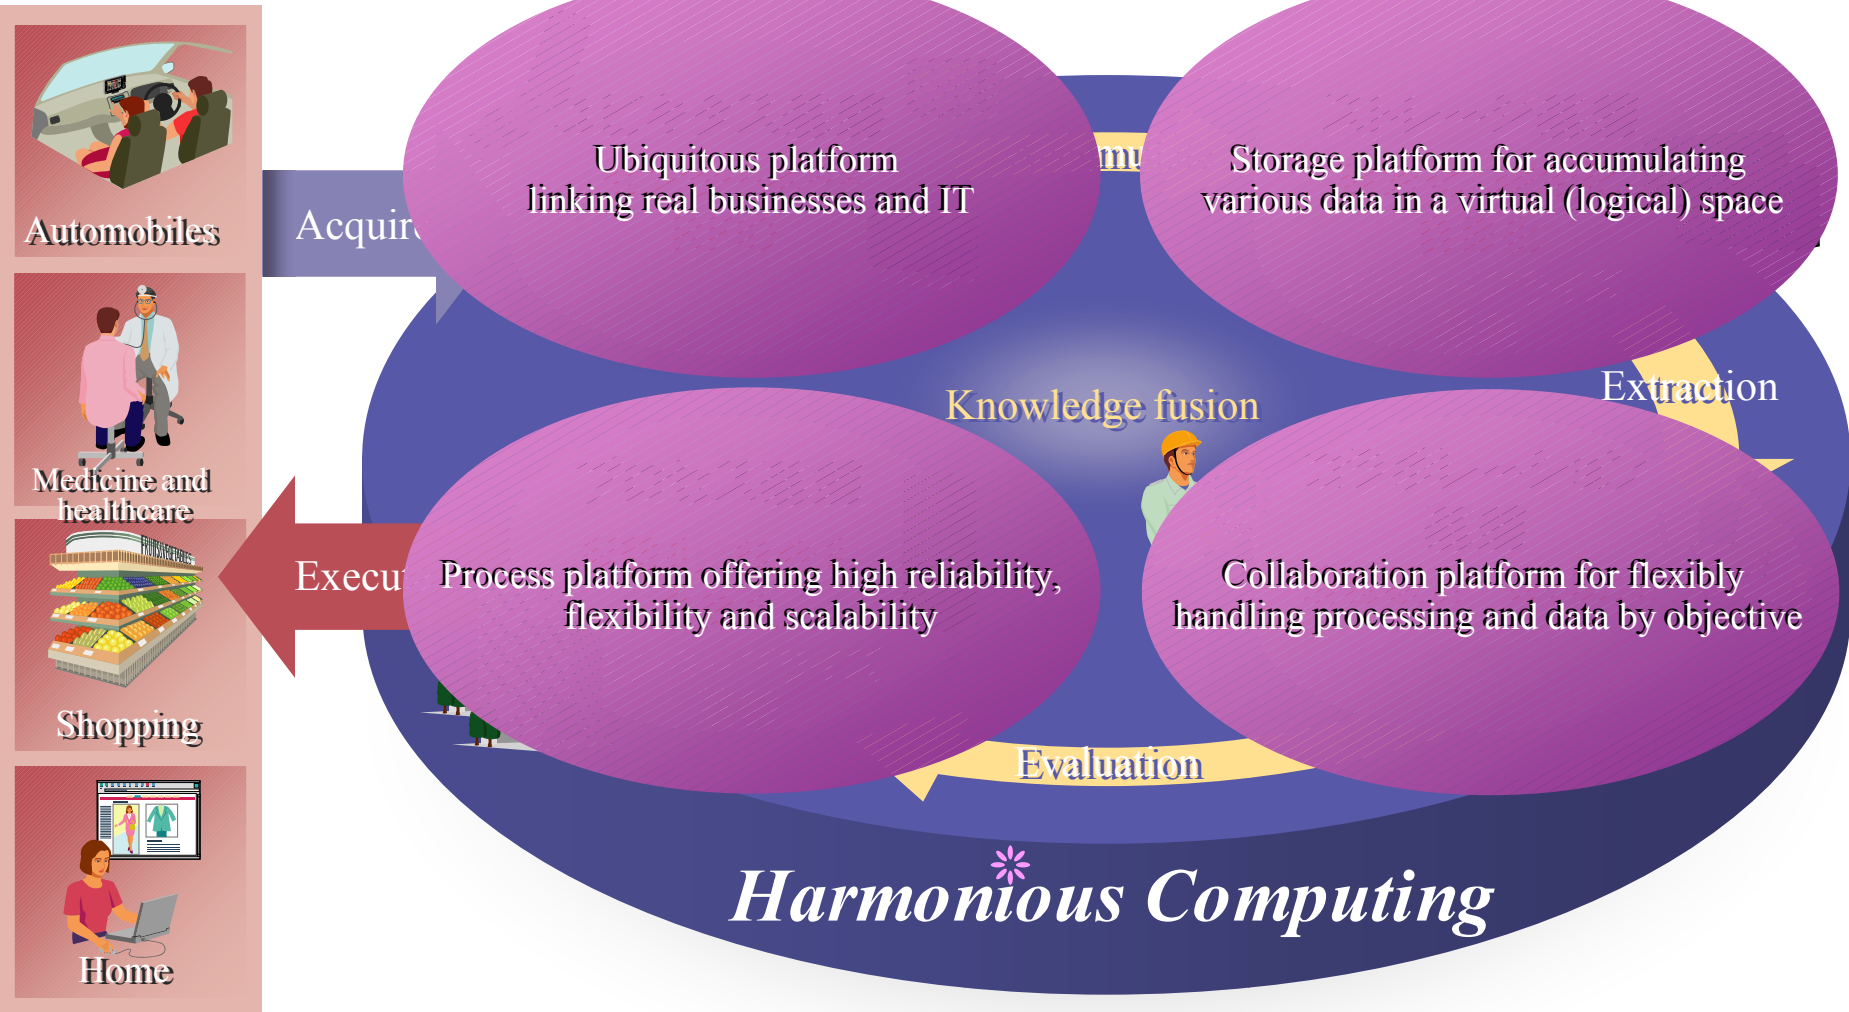 Automobiles
Medicine and
healthcare
Shopping
Home
Ubiquitous platform
linking real businesses and IT
Storage platform for accumulating
various data in a virtual (logical) space
Extraction
Knowledge fusion
Process platform offering high reliability,
flexibility and scalability
Collaboration platform for flexibly
handling processing and data by objective
Evaluation
Harmonious Computing